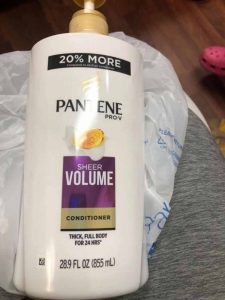 20% MORE
PANTENE
PRO-V
SHEER
VOLUME
CONDITIONER
THICK, FULL BODY
FOR 24 HRS*
28.9 FL OZ (855 mL)